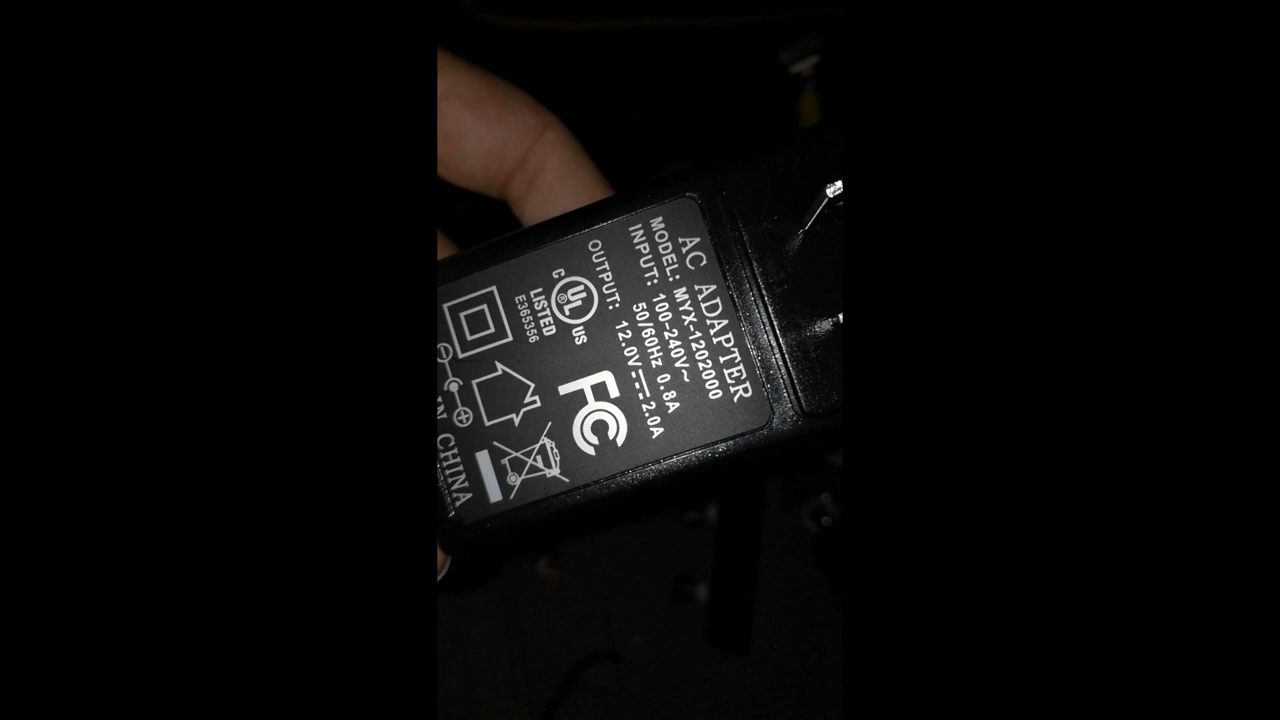 AC ADAPTER
MODEL: MYX-1202000
INPUT: 100-240V~
50/60Hz 0.8A
OUTPUT: 12.0V⎓2.0A
C UL® US
LISTED
E365356
FC
IN CHINA